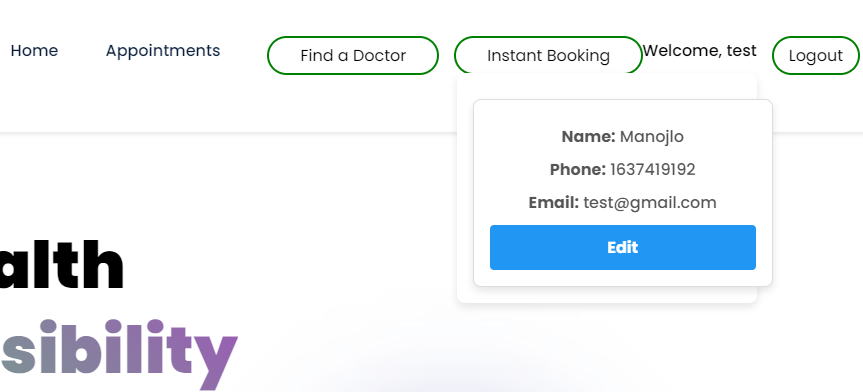 Home Appointments Find a Doctor Instant Booking Welcome, test Logout
Name: Manojlo
Phone: 1637419192
Email: test@gmail.com
Edit
alth
sibility